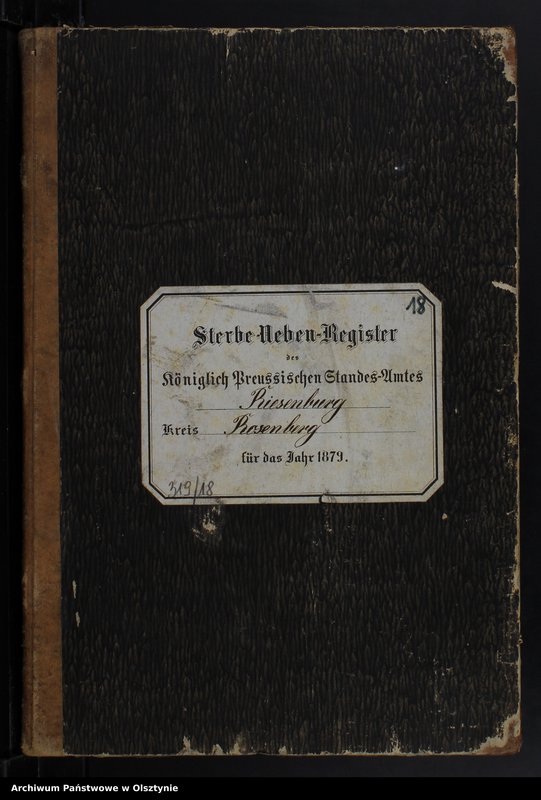 18
Sterbe-Neben-Register
des
Königlich Preussischen Standes-Amtes
Riesenburg
Kreis Rosenberg
für das Jahr 1879.
319/18
Archiwum Państwowe w Olsztynie